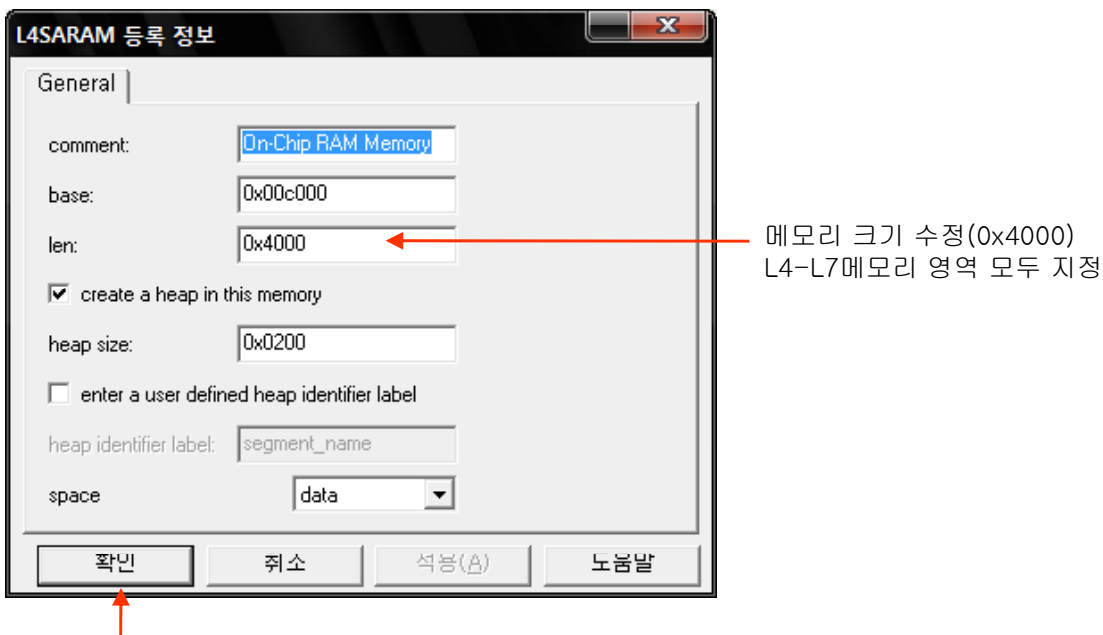 L4SARAM 등록 정보
General
comment: On-Chip RAM Memory
base: 0x00c000
len: 0x4000
메모리 크기 수정(0x4000)
L4-L7메모리 영역 모두 지정
create a heap in this memory
heap size: 0x0200
enter a user defined heap identifier label
heap identifier label: segment_name
space data
확인 취소 적용(A) 도움말